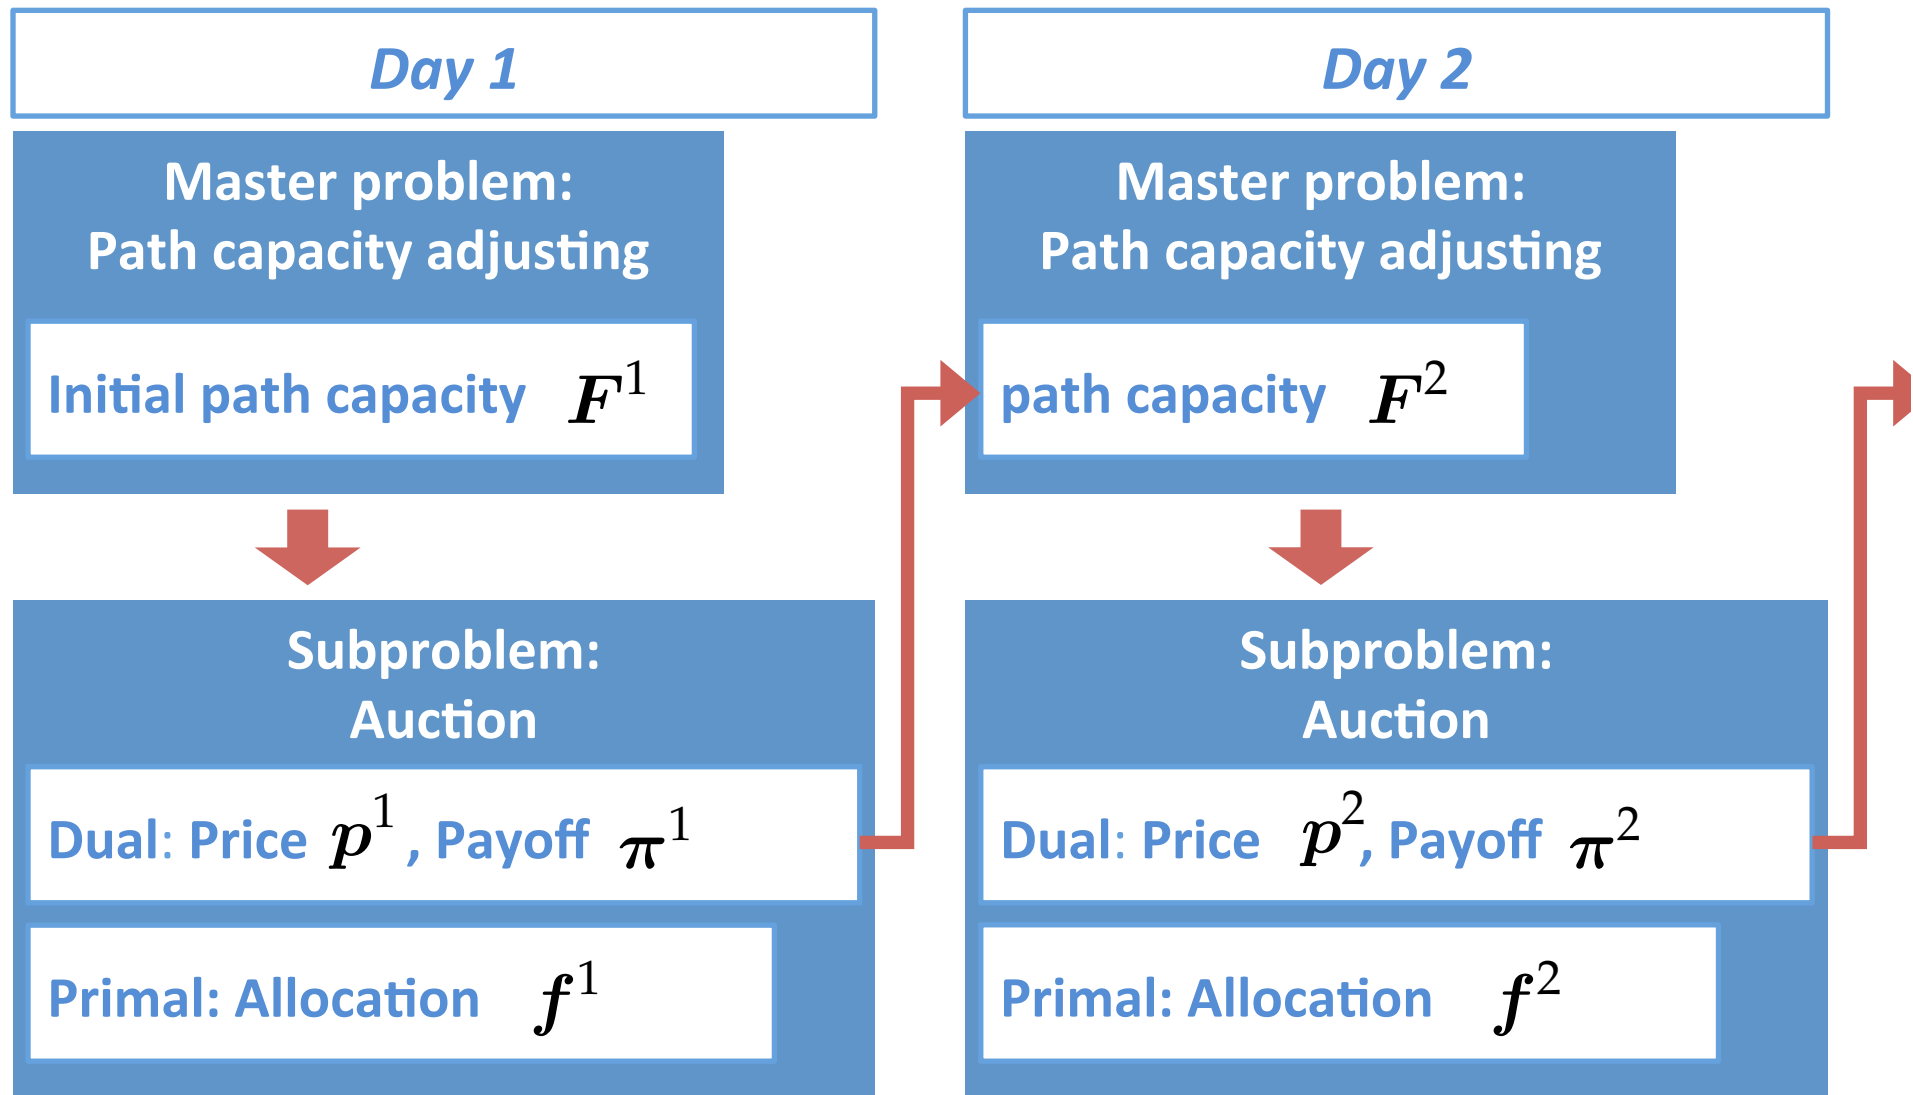 Day 1
Master problem:
Path capacity adjusting
Initial path capacity F¹
Subproblem:
Auction
Dual: Price p¹ , Payoff π¹
Primal: Allocation f¹
Day 2
Master problem:
Path capacity adjusting
path capacity F²
Subproblem:
Auction
Dual: Price p², Payoff π²
Primal: Allocation f²